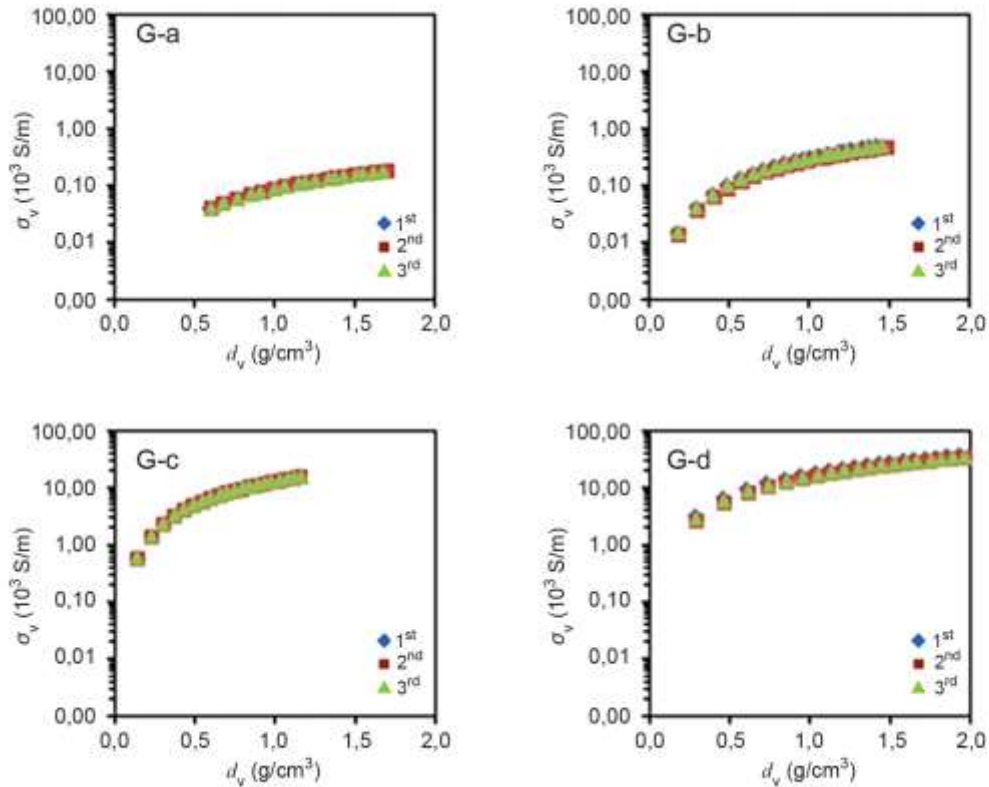 G-a
100,00
10,00
1,00
0,10
0,01
0,00
σv (10³ S/m)
1st
2nd
3rd
0,0 0,5 1,0 1,5 2,0
dv (g/cm³)
G-b
100,00
10,00
1,00
0,10
0,01
0,00
σv (10³ S/m)
1st
2nd
3rd
0,0 0,5 1,0 1,5 2,0
dv (g/cm³)
G-c
100,00
10,00
1,00
0,10
0,01
0,00
σv (10³ S/m)
1st
2nd
3rd
0,0 0,5 1,0 1,5 2,0
dv (g/cm³)
G-d
100,00
10,00
1,00
0,10
0,01
0,00
σv (10³ S/m)
1st
2nd
3rd
0,0 0,5 1,0 1,5 2,0
dv (g/cm³)